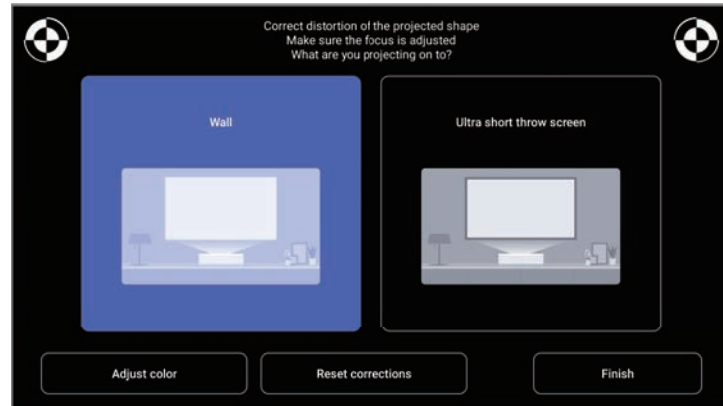 Correct distortion of the projected shape
Make sure the focus is adjusted
What are you projecting on to?
Wall
Ultra short throw screen
Adjust color
Reset corrections
Finish